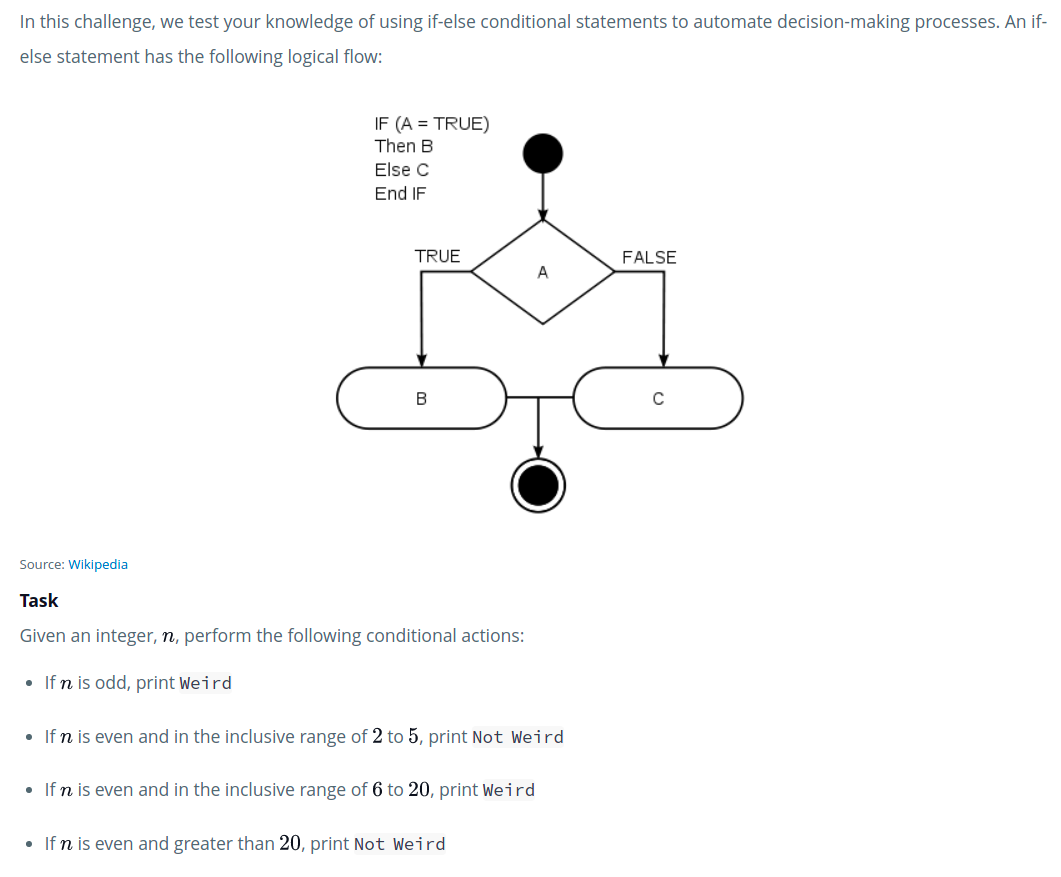 In this challenge, we test your knowledge of using if-else conditional statements to automate decision-making processes. An if-
else statement has the following logical flow:
IF (A = TRUE)
Then B
Else C
End IF
TRUE
FALSE
A
B
C
Source: Wikipedia
Task
Given an integer, n, perform the following conditional actions:
• If n is odd, print Weird
• If n is even and in the inclusive range of 2 to 5, print Not Weird
• If n is even and in the inclusive range of 6 to 20, print Weird
• If n is even and greater than 20, print Not Weird